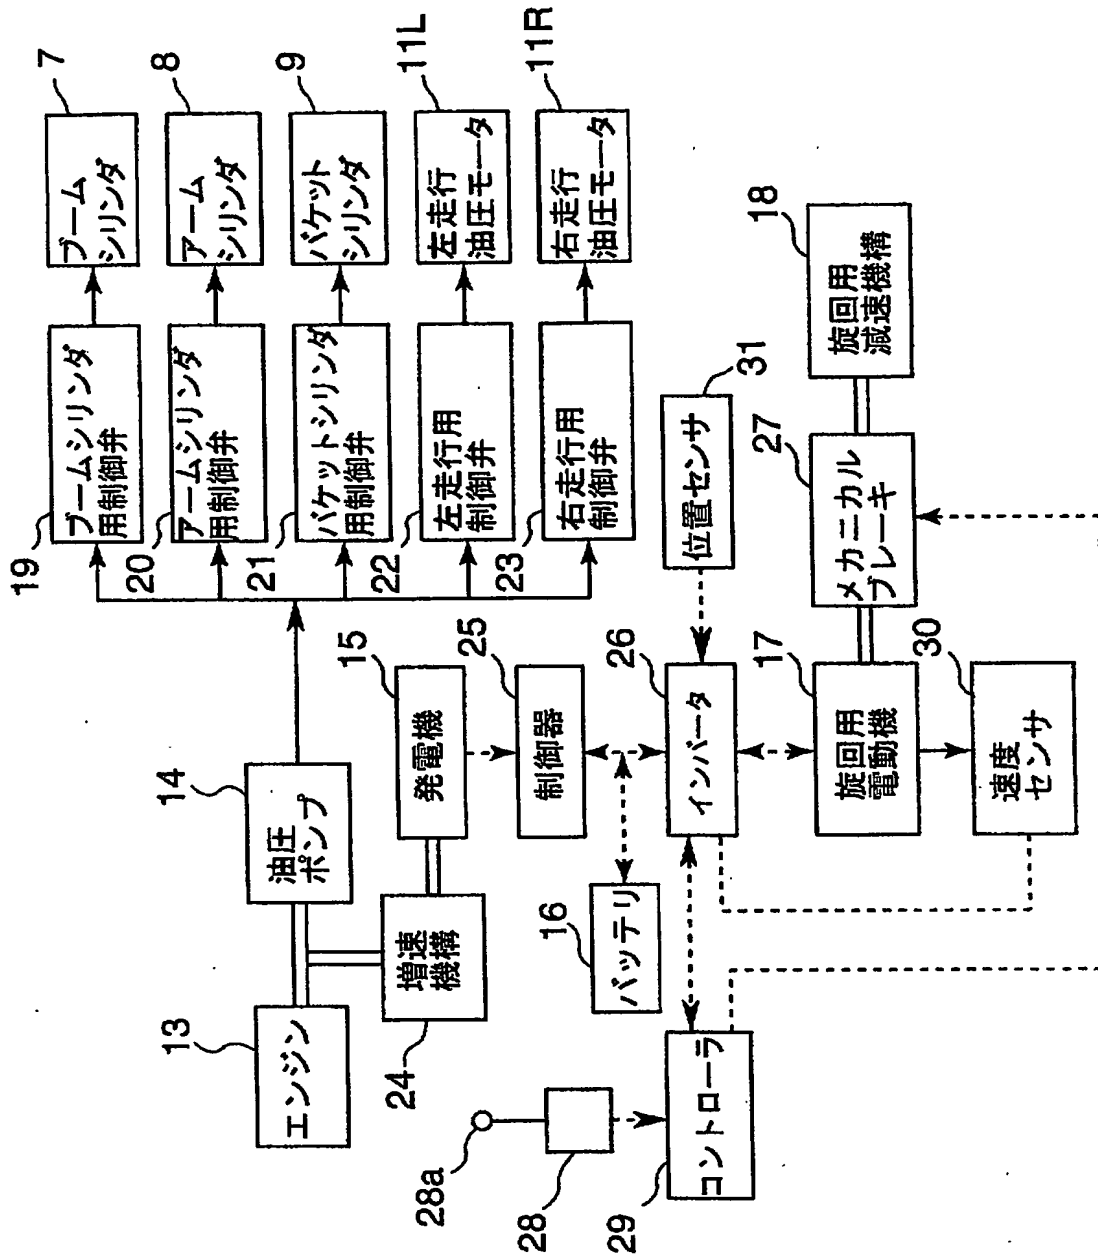 13
エンジン
14
油圧
ポンプ
24
増速
機構
15
発電機
25
制御器
16
バッテリ
26
インバータ
31
位置センサ
28a
28
29
コントローラ
17
旋回用
電動機
30
速度
センサ
27
メカニカル
ブレーキ
18
旋回用
減速機構
19
ブームシリンダ
用制御弁
20
アームシリンダ
用制御弁
21
バケットシリンダ
用制御弁
22
左走行用
制御弁
23
右走行用
制御弁
7
ブーム
シリンダ
8
アーム
シリンダ
9
バケット
シリンダ
11L
左走行
油圧モータ
11R
右走行
油圧モータ